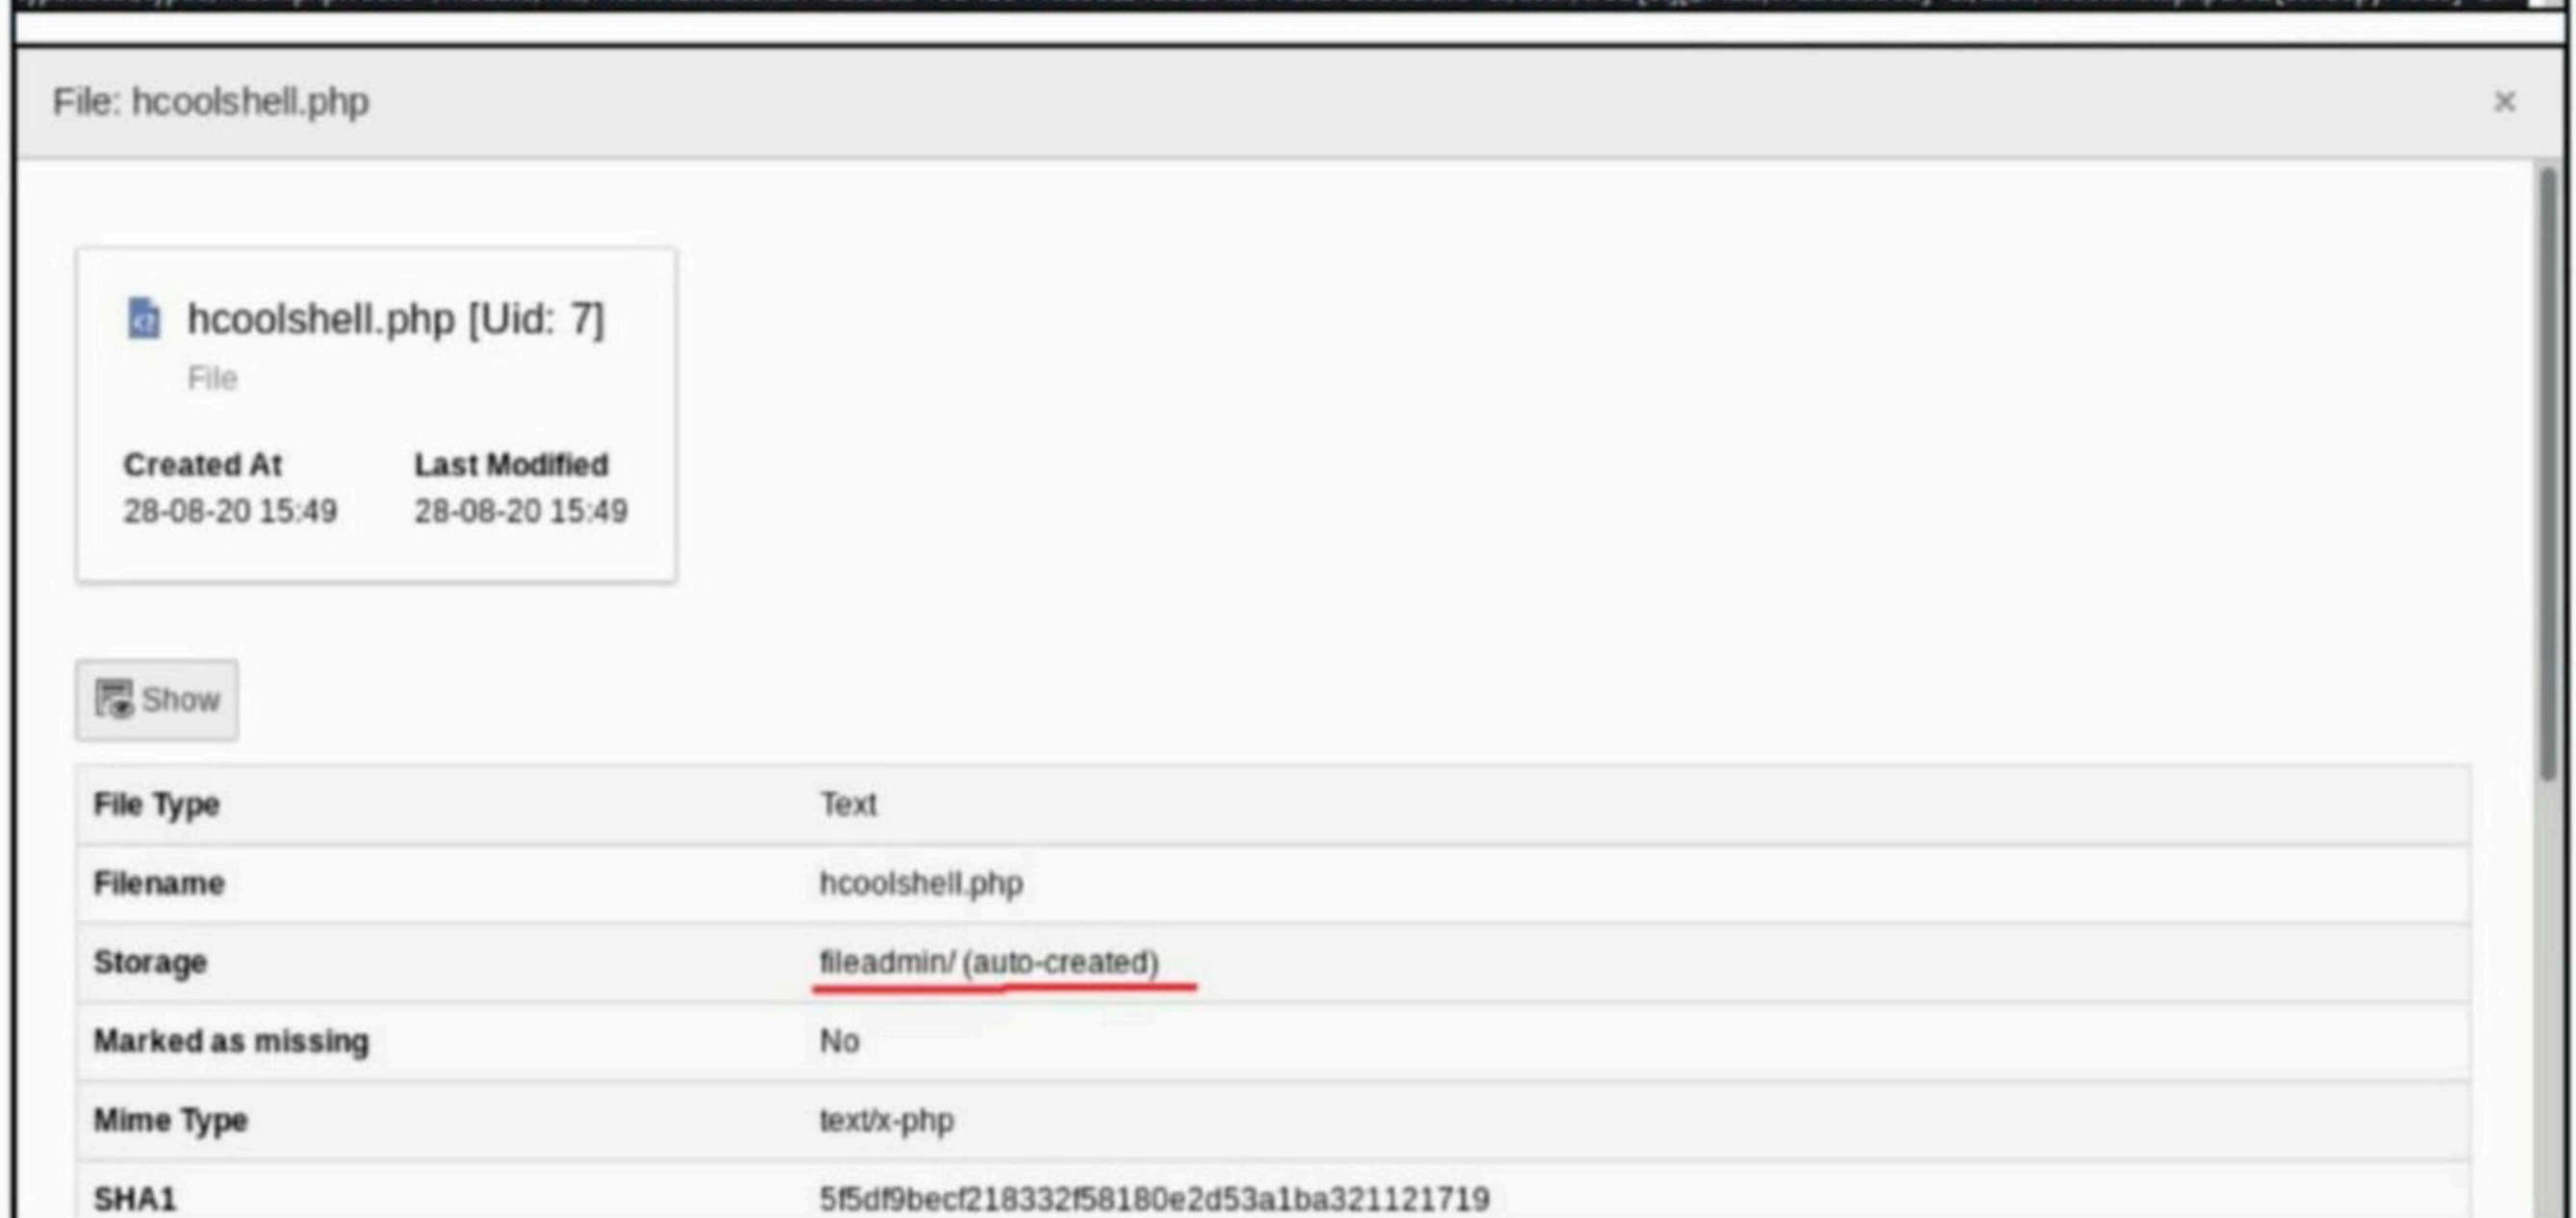 File: hcoolshell.php ×
hcoolshell.php [Uid: 7]
File
Created At Last Modified
28-08-20 15:49 28-08-20 15:49
Show
File Type Text
Filename hcoolshell.php
Storage fileadmin/ (auto-created)
Marked as missing No
Mime Type text/x-php
SHA1 5f5df9becf218332f58180e2d53a1ba321121719